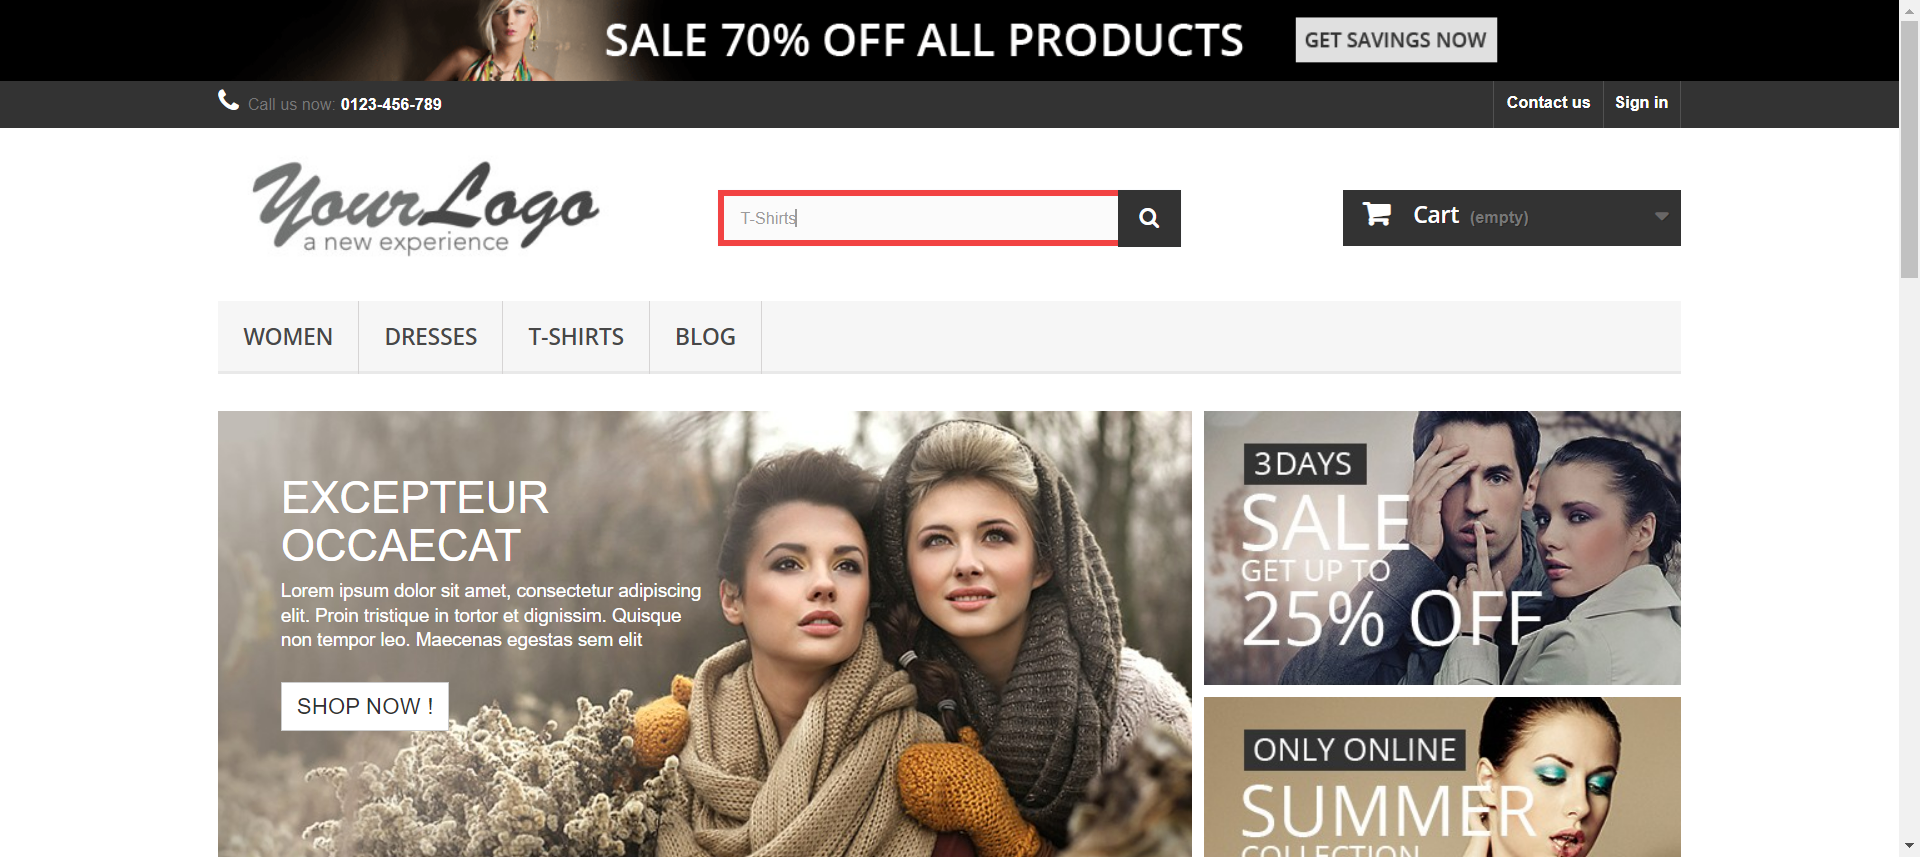 SALE 70% OFF ALL PRODUCTS
GET SAVINGS NOW
Call us now: 0123-456-789
Contact us
Sign in
Your Logo
a new experience
T-Shirts
Cart (empty)
WOMEN
DRESSES
T-SHIRTS
BLOG
EXCEPTEUR
OCCAECAT
Lorem ipsum dolor sit amet, consectetur adipiscing
elit. Proin tristique in tortor et dignissim. Quisque
non tempor leo. Maecenas egestas sem elit
SHOP NOW !
3 DAYS
SALE
GET UP TO
25% OFF
ONLY ONLINE
SUMMER
COLLECTION